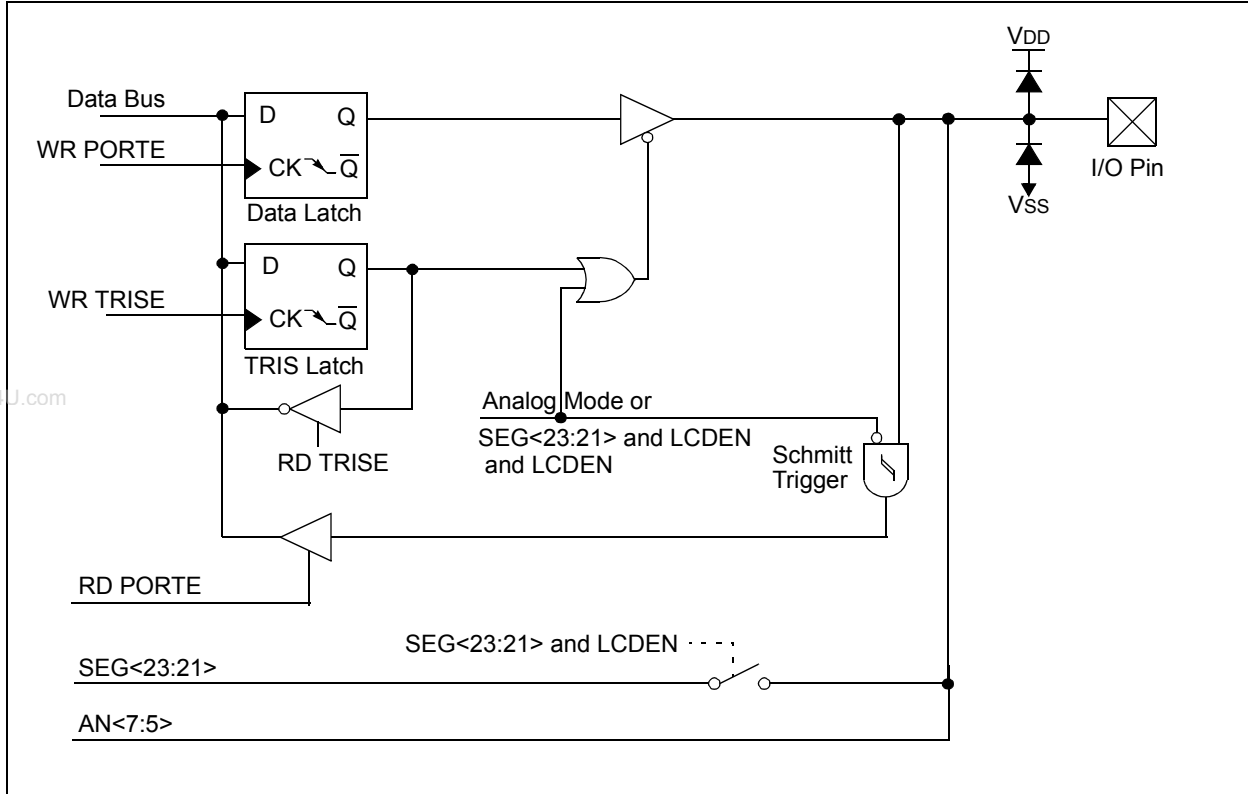 VDD
Data Bus
D Q
WR PORTE
CK Q
I/O Pin
VSS
Data Latch
D Q
WR TRISE
CK Q
TRIS Latch
4U.com
Analog Mode or
SEG<23:21> and LCDEN
and LCDEN
Schmitt
Trigger
RD TRISE
RD PORTE
SEG<23:21> and LCDEN
SEG<23:21>
AN<7:5>